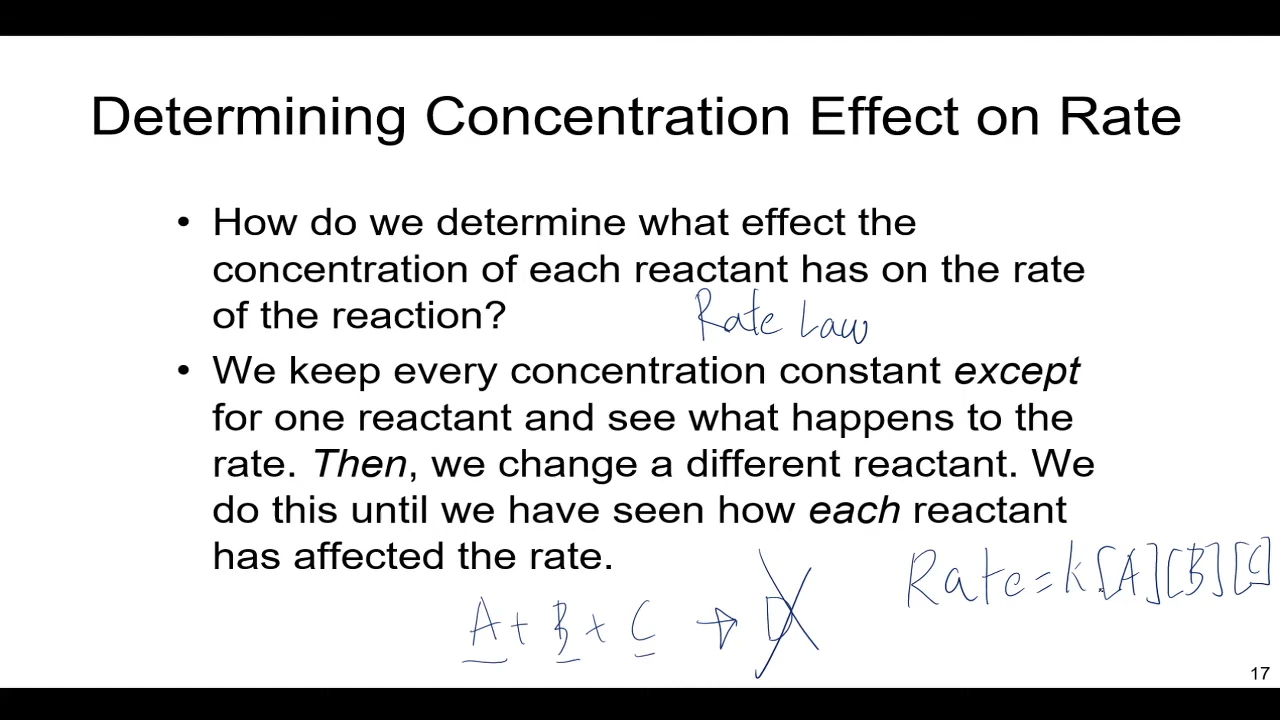 Determining Concentration Effect on Rate
• How do we determine what effect the
concentration of each reactant has on the rate
of the reaction?
Rate Law
• We keep every concentration constant except
for one reactant and see what happens to the
rate. Then, we change a different reactant. We
do this until we have seen how each reactant
has affected the rate.
Rate = k[A][B][C]
A + B + C → D
17